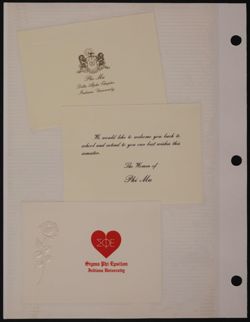 Phi Mu
Delta Alpha Chapter
Indiana University
We would like to welcome you back to
school and extend to you our best wishes this
semester.
The Women of
Phi Mu
ΣΦΕ
Sigma Phi Epsilon
Indiana University